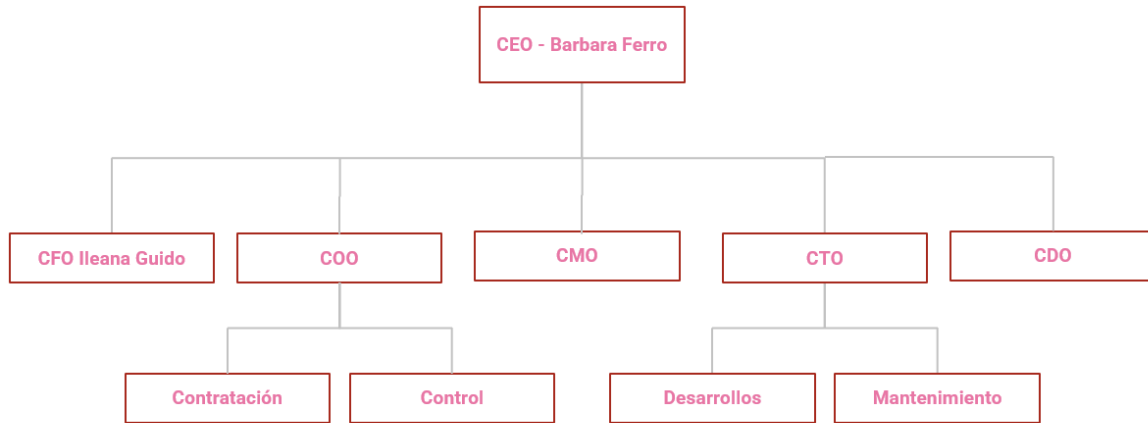 CEO - Barbara Ferro
CFO Ileana Guido
COO
CMO
CTO
CDO
Contratación
Control
Desarrollos
Mantenimiento